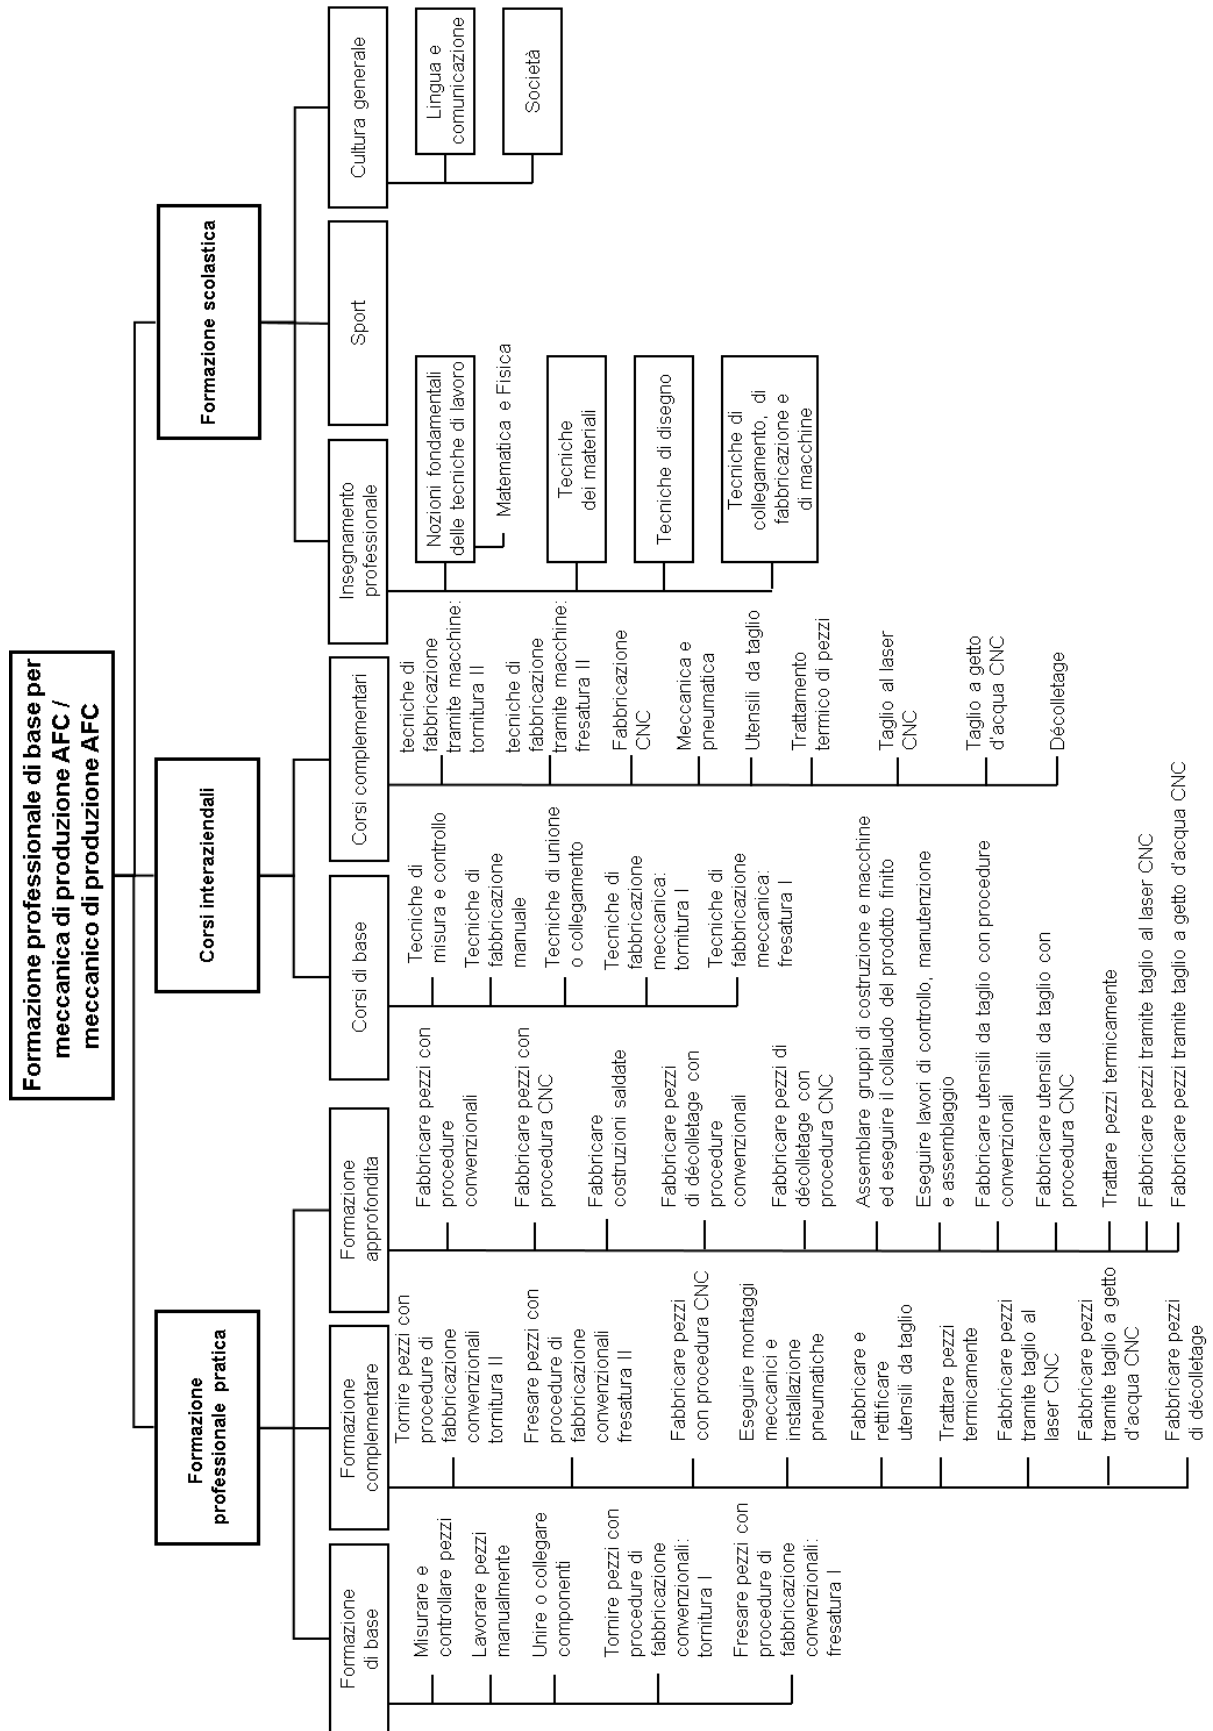 Formazione professionale di base per
meccanica di produzione AFC /
meccanico di produzione AFC
Formazione
professionale pratica
Formazione
di base
Misurare e
controllare pezzi
Lavorare pezzi
manualmente
Unire o collegare
componenti
Tornire pezzi con
procedure di
fabbricazione
convenzionali:
tornitura I
Fresare pezzi con
procedure di
fabbricazione
convenzionali:
fresatura I
Formazione
complementare
Tornire pezzi con
procedure di
fabbricazione
convenzionali
tornitura II
Fresare pezzi con
procedure di
fabbricazione
convenzionali
fresatura II
Fabbricare pezzi
con procedura CNC
Eseguire montaggi
meccanici e
installazione
pneumatiche
Fabbricare e
rettificare
utensili da taglio
Trattare pezzi
termicamente
Fabbricare pezzi
tramite taglio al
laser CNC
Fabbricare pezzi
tramite taglio a getto
d'acqua CNC
Fabbricare pezzi
di décolletage
Formazione
approfondita
Fabbricare pezzi con
procedure
convenzionali
Fabbricare pezzi con
procedura CNC
Fabbricare
costruzioni saldate
Fabbricare pezzi
di décolletage con
procedure
convenzionali
Fabbricare pezzi di
décolletage con
procedura CNC
Assemblare gruppi di costruzione e macchine
ed eseguire il collaudo del prodotto finito
Eseguire lavori di controllo, manutenzione
e assemblaggio
Fabbricare utensili da taglio con procedure
convenzionali
Fabbricare utensili da taglio con
procedura CNC
Trattare pezzi termicamente
Fabbricare pezzi tramite taglio al laser CNC
Fabbricare pezzi tramite taglio a getto d'acqua CNC
Corsi interaziendali
Corsi di base
Tecniche di
misura e controllo
Tecniche di
fabbricazione
manuale
Tecniche di unione
o collegamento
Tecniche di
fabbricazione
meccanica:
tornitura I
Tecniche di
fabbricazione
meccanica:
fresatura I
Corsi complementari
tecniche di
fabbricazione
tramite macchine:
tornitura II
tecniche di
fabbricazione
tramite macchine:
fresatura II
Fabbricazione
CNC
Meccanica e
pneumatica
Utensili da taglio
Trattamento
termico di pezzi
Taglio al laser
CNC
Taglio a getto
d'acqua CNC
Décolletage
Formazione scolastica
Insegnamento
professionale
Nozioni fondamentali
delle tecniche di lavoro
Matematica e Fisica
Tecniche
dei materiali
Tecniche di disegno
Tecniche di
collegamento, di
fabbricazione e
di macchine
Sport
Cultura generale
Lingua e
comunicazione
Società